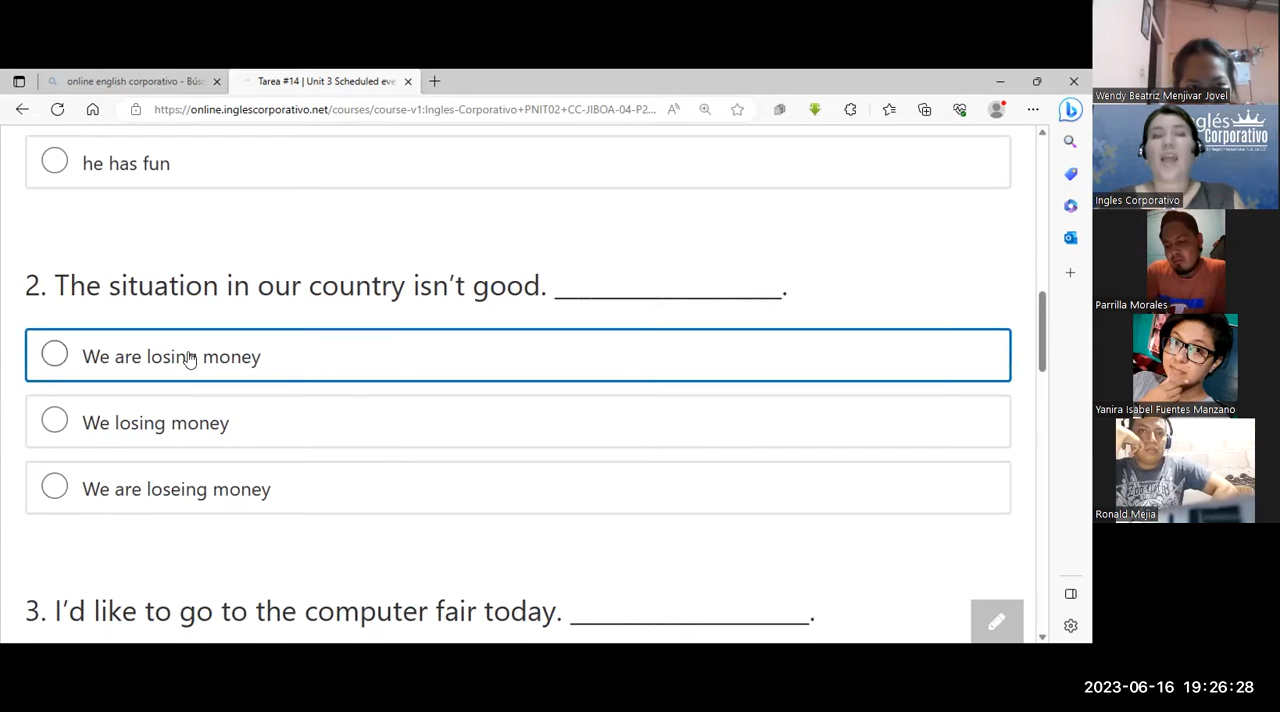 online english corporativo - Bús
Tarea #14 | Unit 3 Scheduled eve
https://online.inglescorporativo.net/courses/course-v1:Ingles-Corporativo+PNIT02+CC-JIBOA-04-P2...
he has fun
2. The situation in our country isn’t good. ___________________.
We are losing money
We losing money
We are loseing money
3. I’d like to go to the computer fair today. ____________________.
Wendy Beatriz Menjivar Jovel
Inglés
Corporativo
Ingles Corporativo
Parrilla Morales
Yanira Isabel Fuentes Manzano
Ronald Mejia
2023-06-16 19:26:28